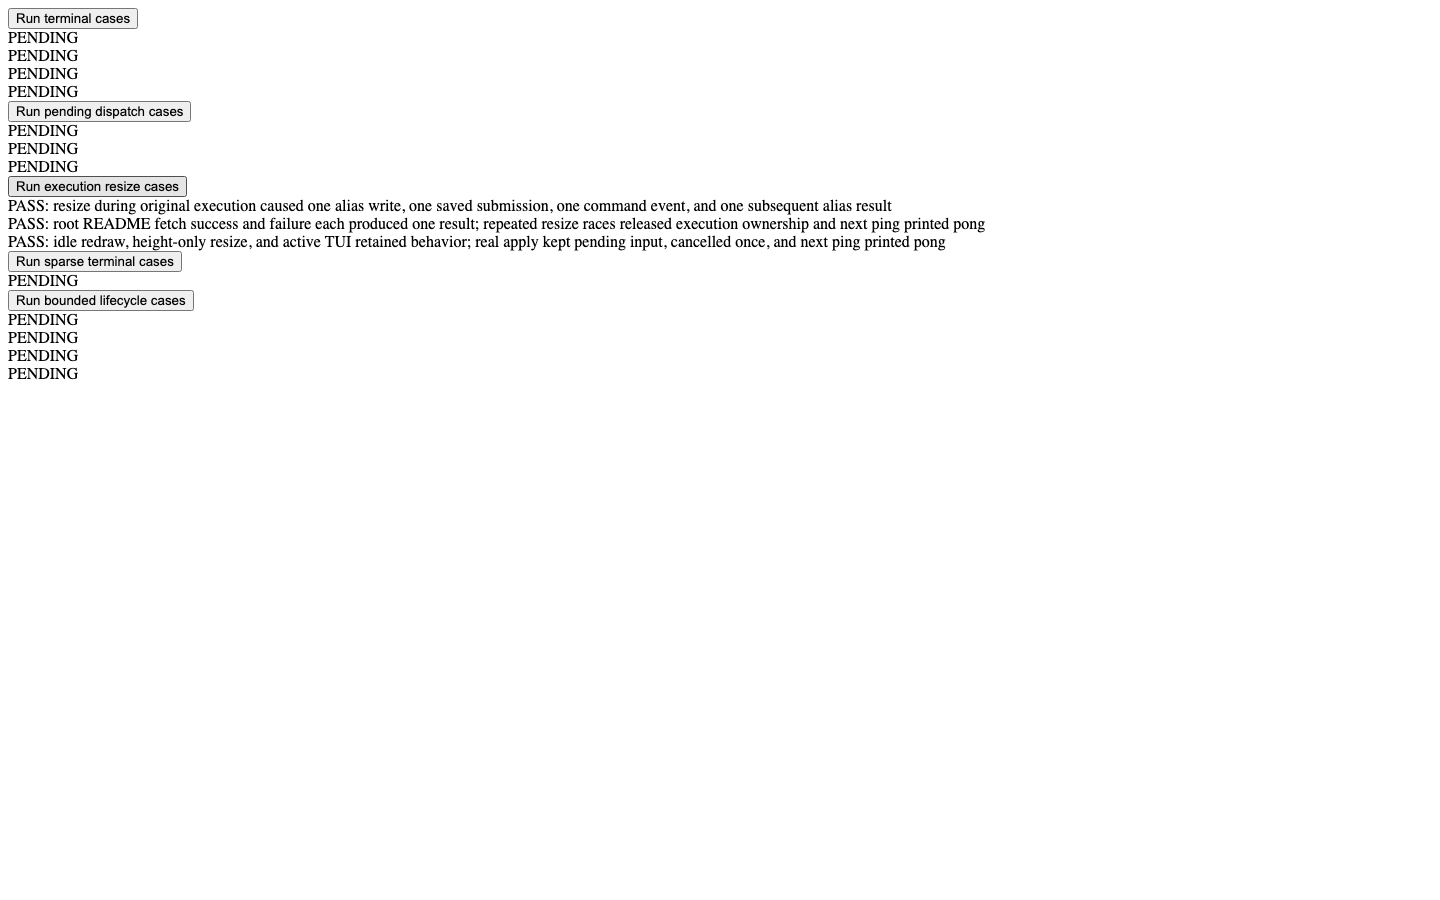 Run terminal cases
PENDING
PENDING
PENDING
PENDING
Run pending dispatch cases
PENDING
PENDING
PENDING
Run execution resize cases
PASS: resize during original execution caused one alias write, one saved submission, one command event, and one subsequent alias result
PASS: root README fetch success and failure each produced one result; repeated resize races released execution ownership and next ping printed pong
PASS: idle redraw, height-only resize, and active TUI retained behavior; real apply kept pending input, cancelled once, and next ping printed pong
Run sparse terminal cases
PENDING
Run bounded lifecycle cases
PENDING
PENDING
PENDING
PENDING